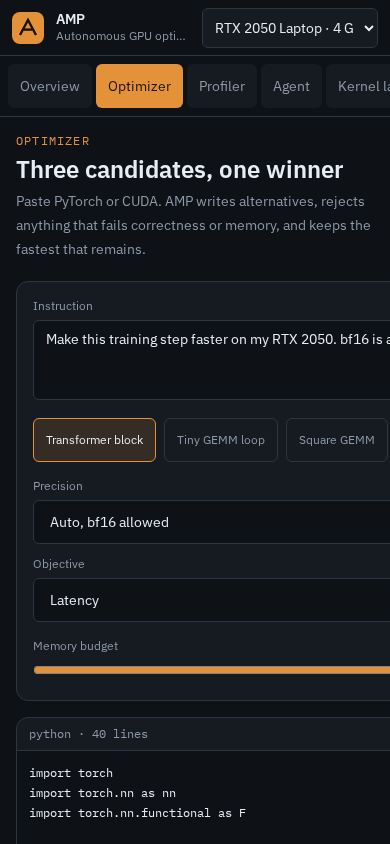 AMP
Autonomous GPU opti...
RTX 2050 Laptop · 4 G
Overview
Optimizer
Profiler
Agent
Kernel la
OPTIMIZER
Three candidates, one winner
Paste PyTorch or CUDA. AMP writes alternatives, rejects
anything that fails correctness or memory, and keeps the
fastest that remains.
Instruction
Make this training step faster on my RTX 2050. bf16 is a
Transformer block
Tiny GEMM loop
Square GEMM
Precision
Auto, bf16 allowed
Objective
Latency
Memory budget
python · 40 lines
import torch
import torch.nn as nn
import torch.nn.functional as F